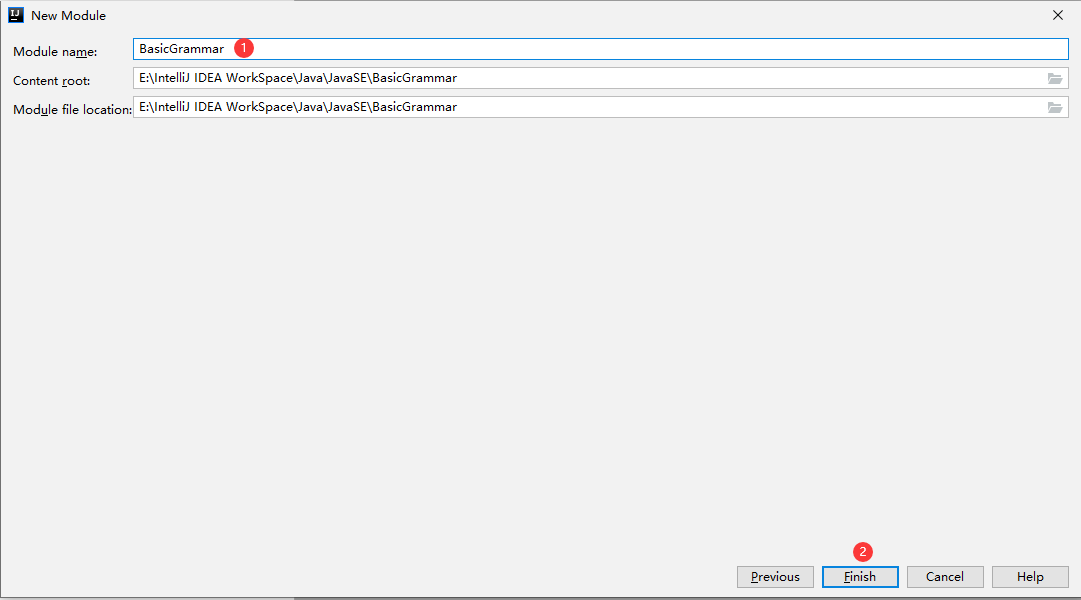 IJ New Module
Module name: BasicGrammar 1
Content root: E:\IntelliJ IDEA WorkSpace\Java\JavaSE\BasicGrammar
Module file location: E:\IntelliJ IDEA WorkSpace\Java\JavaSE\BasicGrammar
2
Previous Finish Cancel Help